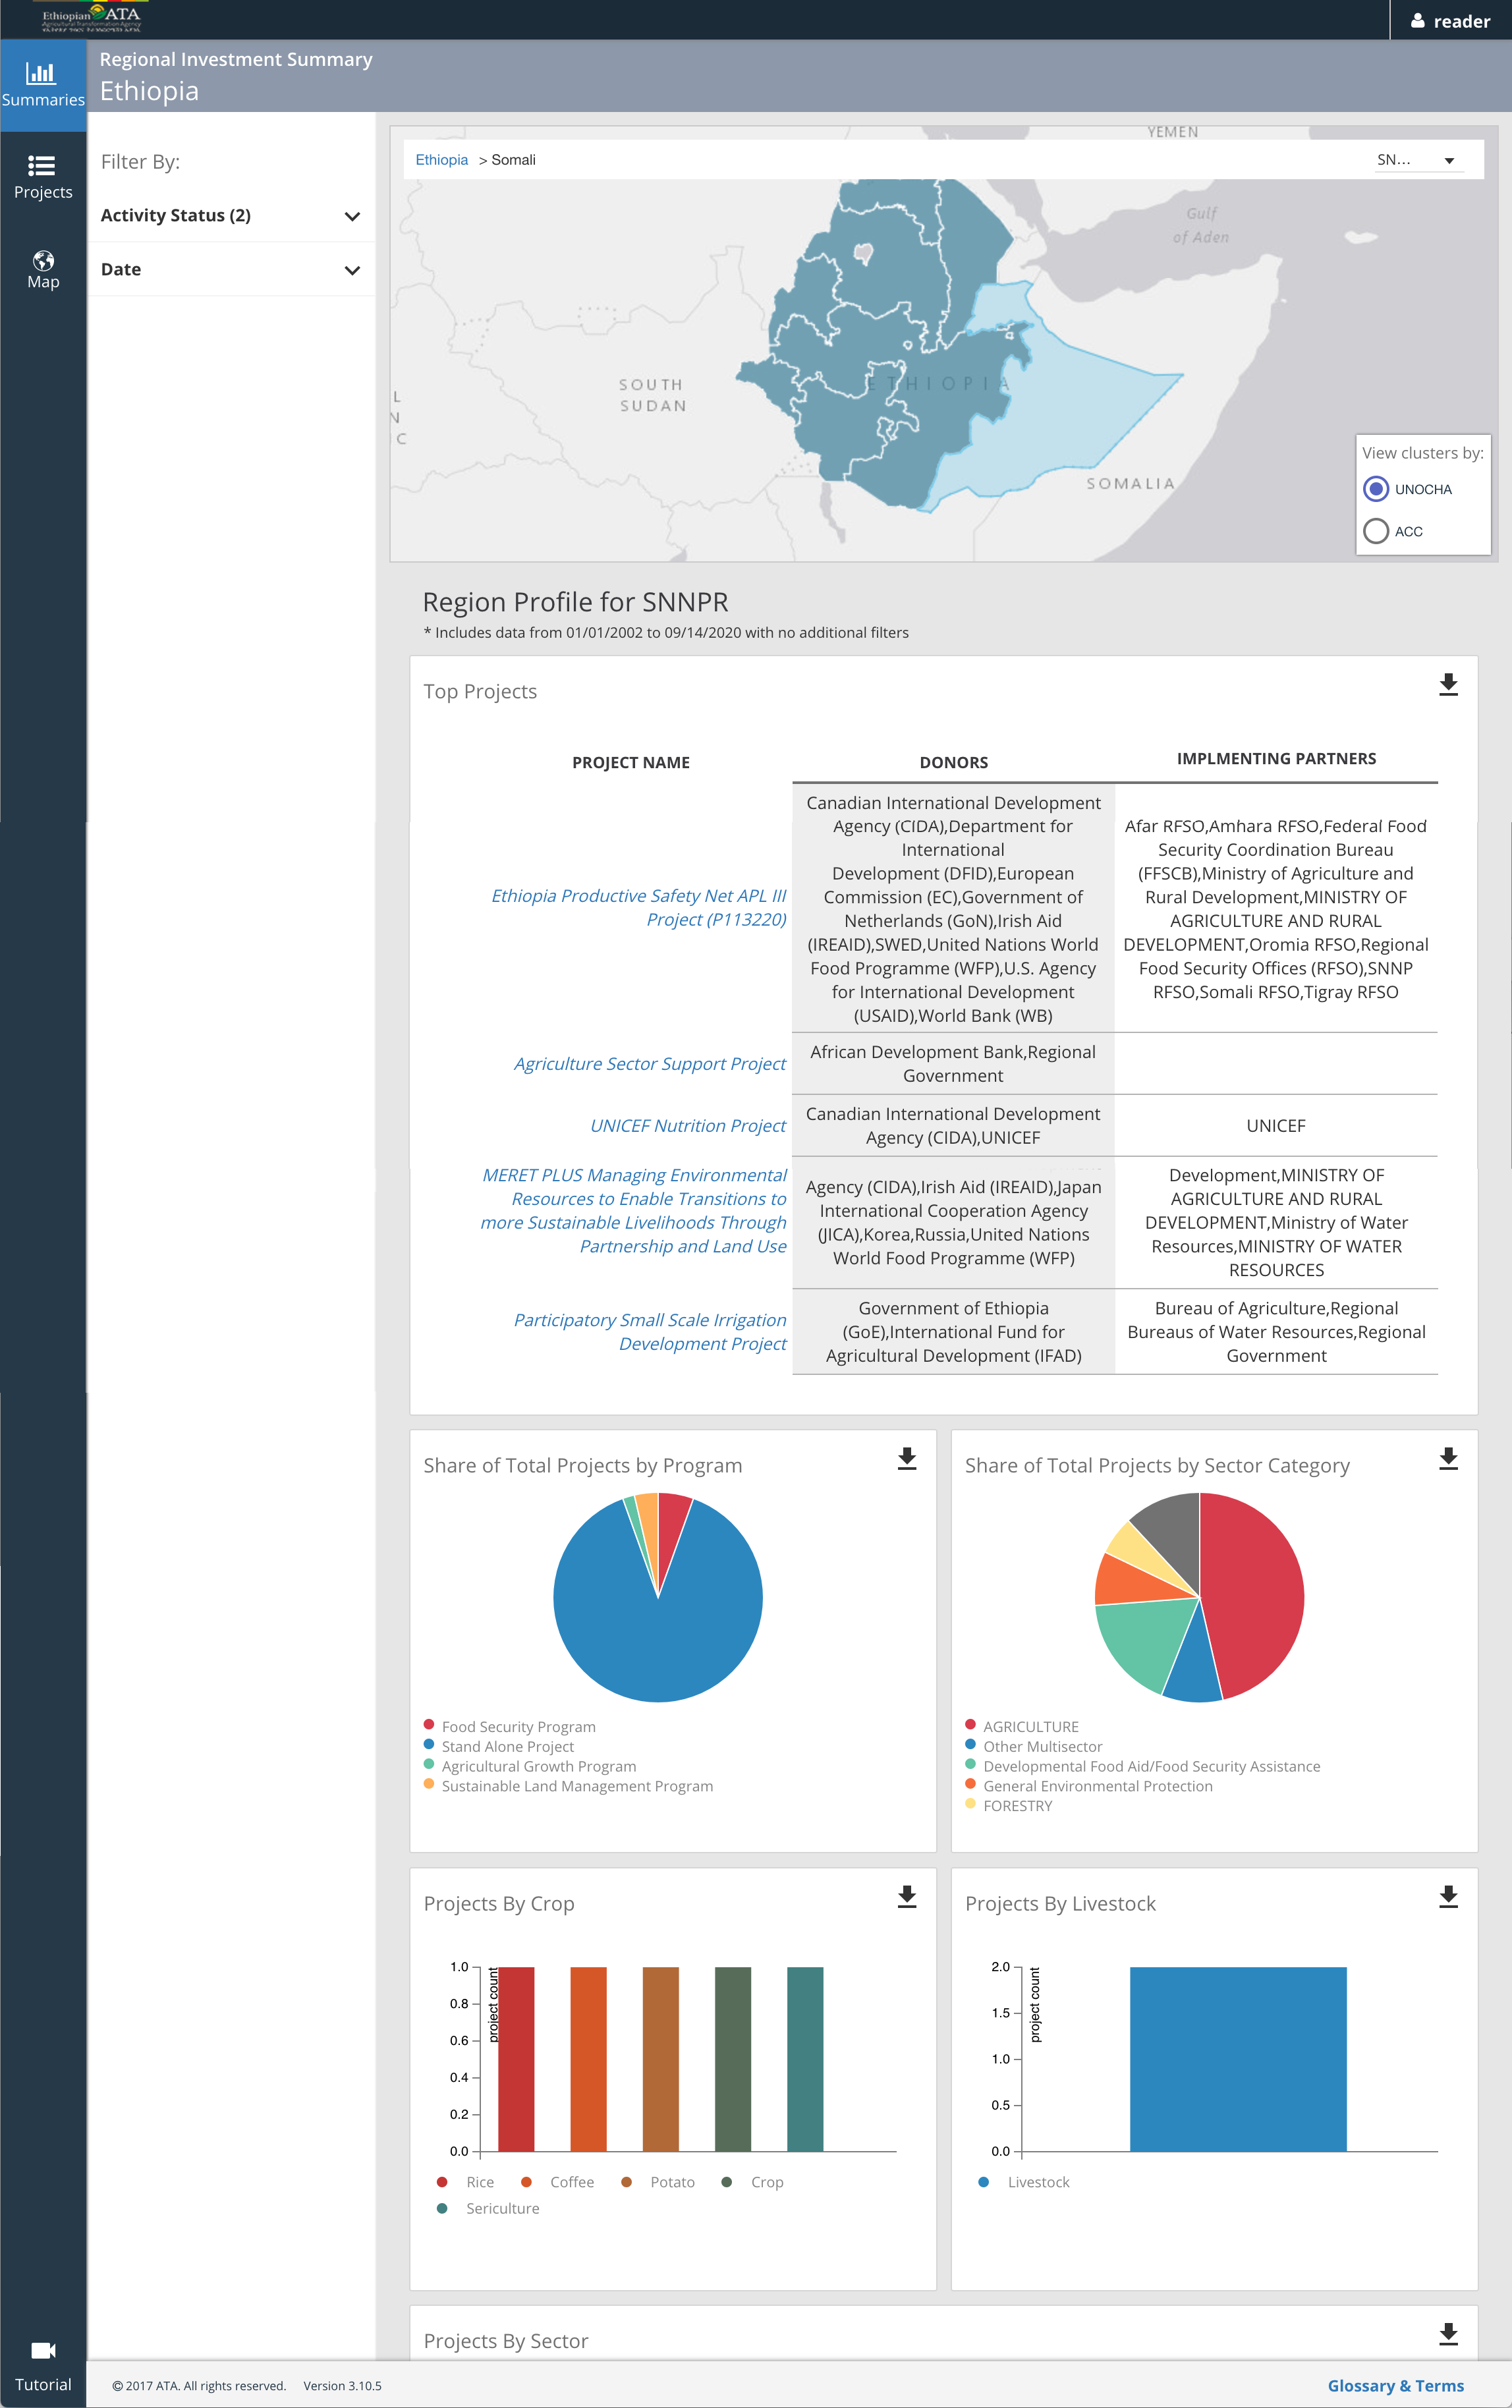 Ethiopian ATA
Agricultural Transformation Agency
reader
Summaries
Projects
Map
Tutorial
Regional Investment Summary
Ethiopia
Filter By:
Activity Status (2)
Date
Ethiopia > Somali
SN...
YEMEN
Gulf
of Aden
SOUTH
SUDAN
ETHIOPIA
SOMALIA
L
N
C
View clusters by:
UNOCHA
ACC
Region Profile for SNNPR
* Includes data from 01/01/2002 to 09/14/2020 with no additional filters
Top Projects
PROJECT NAME
DONORS
IMPLMENTING PARTNERS
Ethiopia Productive Safety Net APL III
Project (P113220)
Canadian International Development
Agency (CIDA),Department for
International
Development (DFID),European
Commission (EC),Government of
Netherlands (GoN),Irish Aid
(IREAID),SWED,United Nations World
Food Programme (WFP),U.S. Agency
for International Development
(USAID),World Bank (WB)
Afar RFSO,Amhara RFSO,Federal Food
Security Coordination Bureau
(FFSCB),Ministry of Agriculture and
Rural Development,MINISTRY OF
AGRICULTURE AND RURAL
DEVELOPMENT,Oromia RFSO,Regional
Food Security Offices (RFSO),SNNP
RFSO,Somali RFSO,Tigray RFSO
Agriculture Sector Support Project
African Development Bank,Regional
Government
UNICEF Nutrition Project
Canadian International Development
Agency (CIDA),UNICEF
UNICEF
MERET PLUS Managing Environmental
Resources to Enable Transitions to
more Sustainable Livelihoods Through
Partnership and Land Use
Agency (CIDA),Irish Aid (IREAID),Japan
International Cooperation Agency
(JICA),Korea,Russia,United Nations
World Food Programme (WFP)
Development,MINISTRY OF
AGRICULTURE AND RURAL
DEVELOPMENT,Ministry of Water
Resources,MINISTRY OF WATER
RESOURCES
Participatory Small Scale Irrigation
Development Project
Government of Ethiopia
(GoE),International Fund for
Agricultural Development (IFAD)
Bureau of Agriculture,Regional
Bureaus of Water Resources,Regional
Government
Share of Total Projects by Program
Food Security Program
Stand Alone Project
Agricultural Growth Program
Sustainable Land Management Program
Share of Total Projects by Sector Category
AGRICULTURE
Other Multisector
Developmental Food Aid/Food Security Assistance
General Environmental Protection
FORESTRY
Projects By Crop
project count
1.0
0.8
0.6
0.4
0.2
0.0
Rice
Coffee
Potato
Crop
Sericulture
Projects By Livestock
project count
2.0
1.5
1.0
0.5
0.0
Livestock
Projects By Sector
© 2017 ATA. All rights reserved. Version 3.10.5
Glossary & Terms